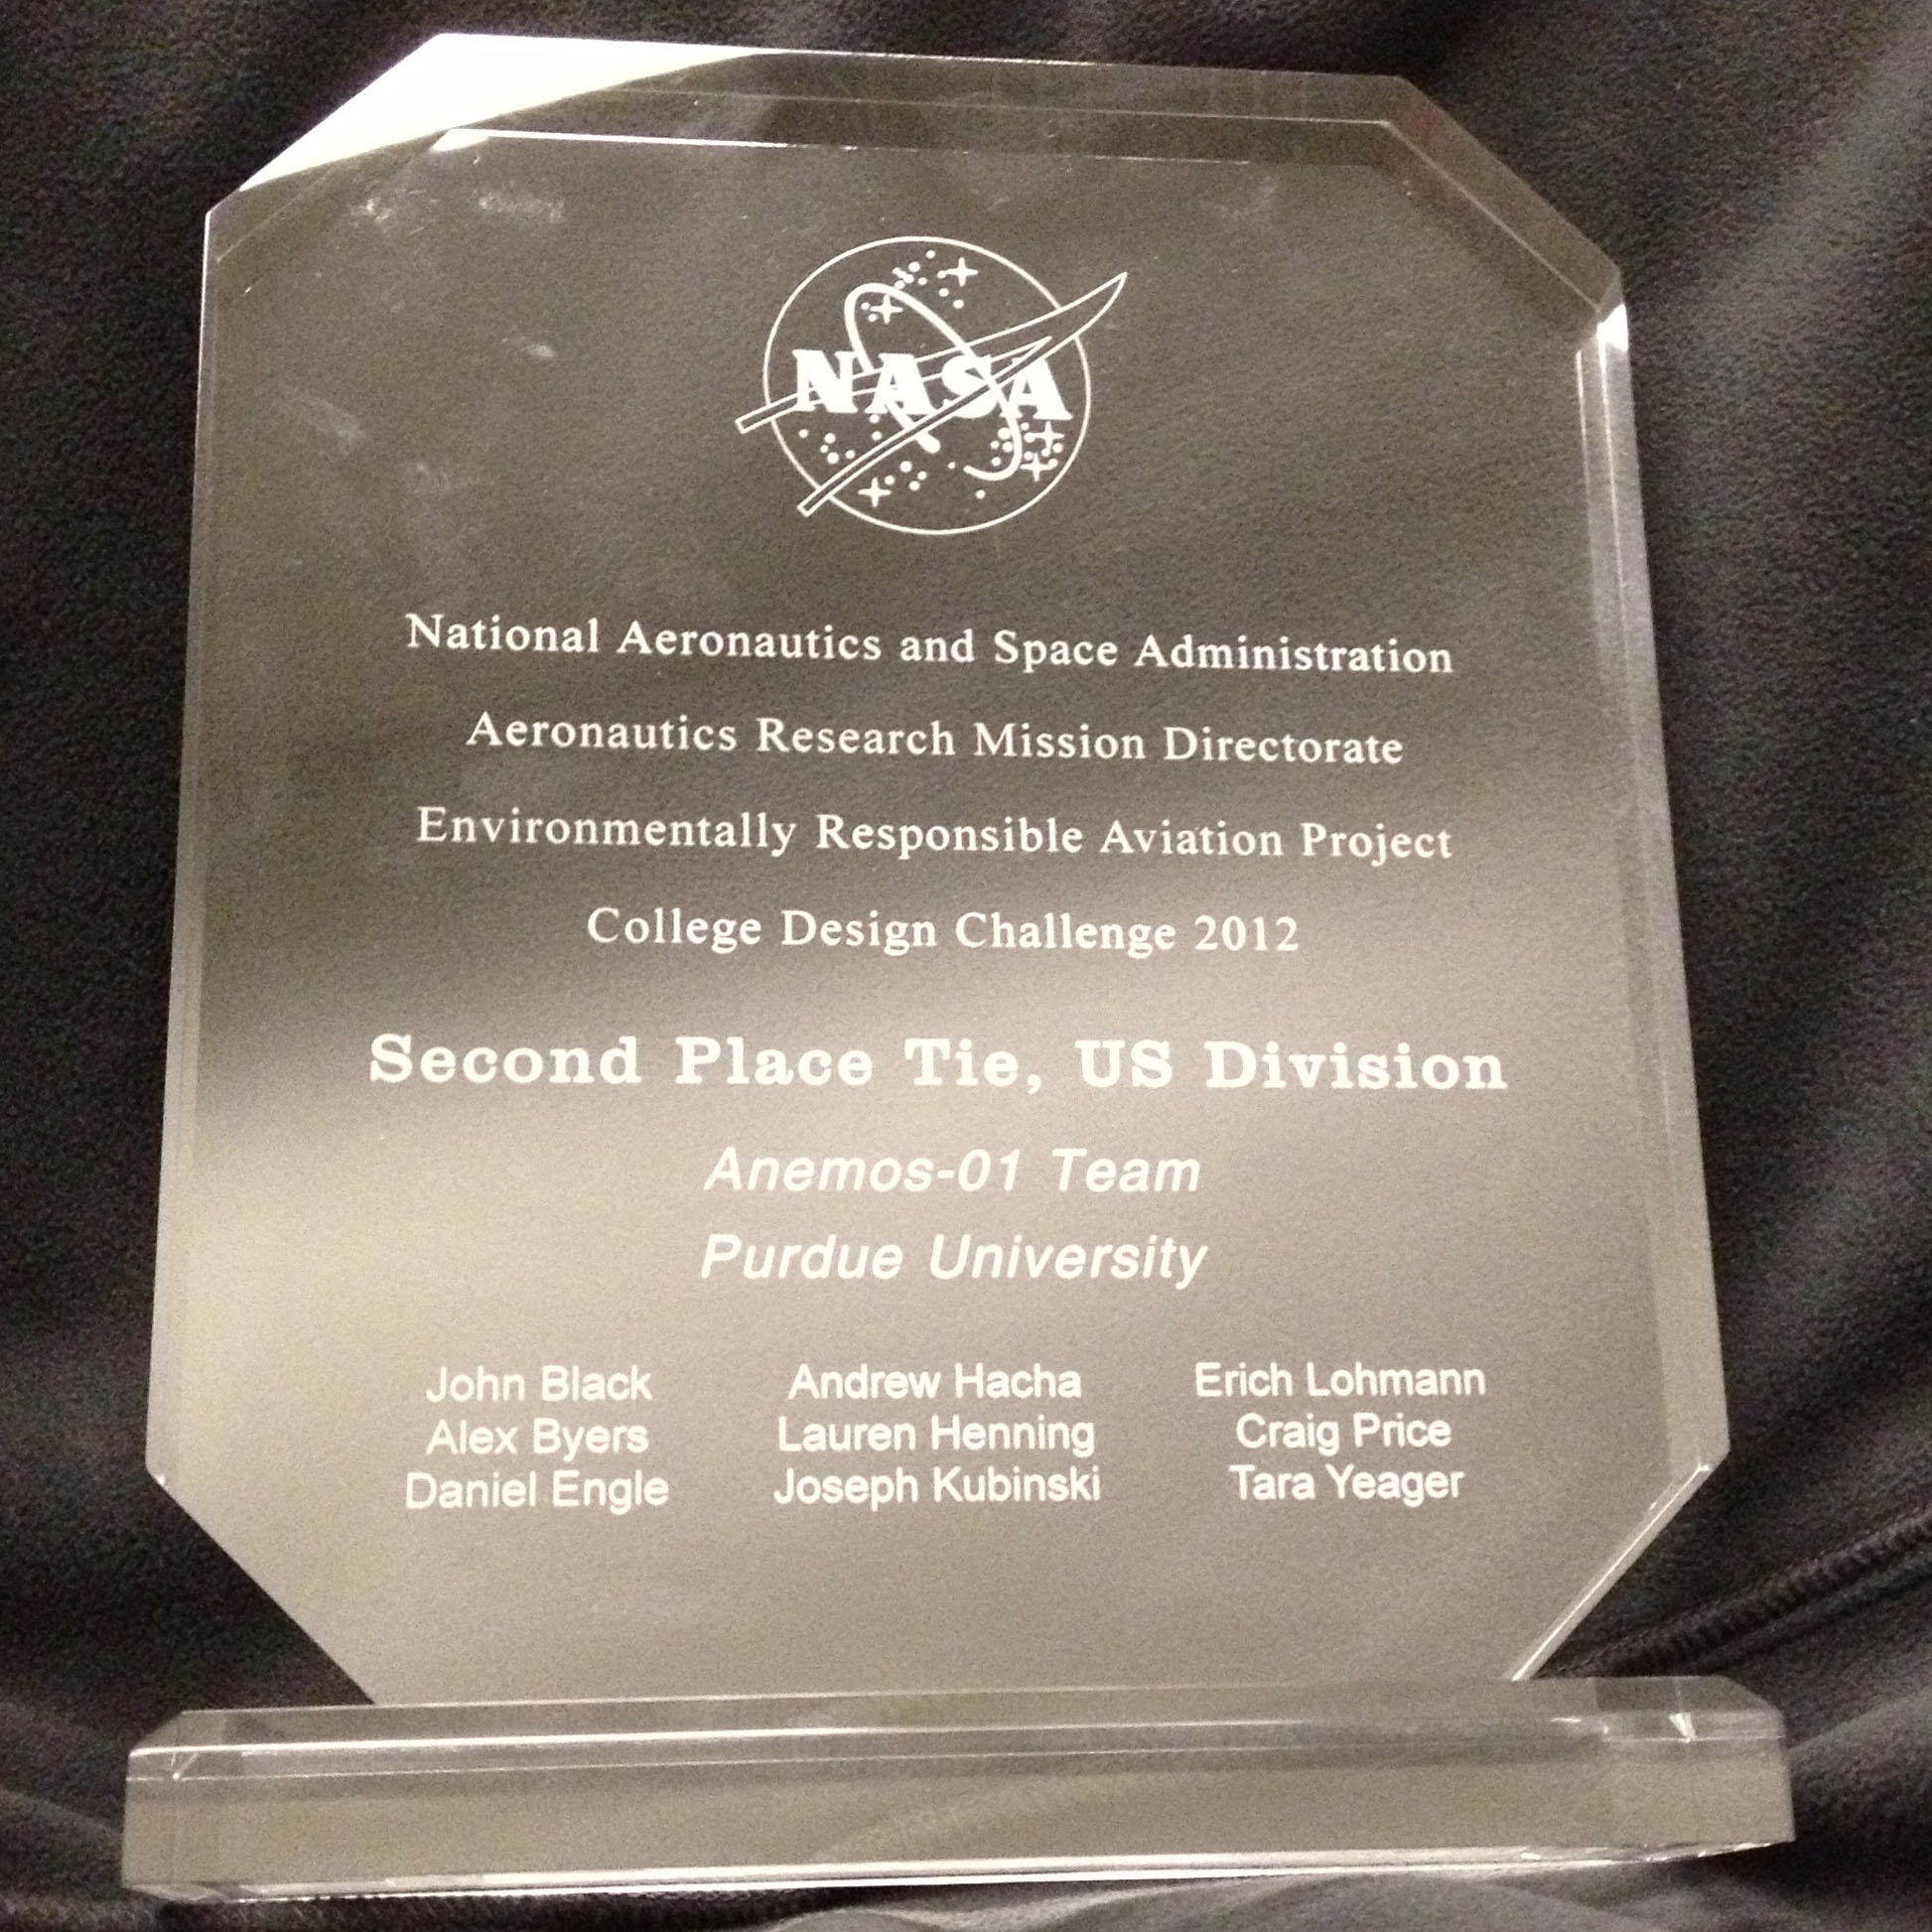 NASA
National Aeronautics and Space Administration
Aeronautics Research Mission Directorate
Environmentally Responsible Aviation Project
College Design Challenge 2012
Second Place Tie, US Division
Anemos-01 Team
Purdue University
John Black Andrew Hacha Erich Lohmann
Alex Byers Lauren Henning Craig Price
Daniel Engle Joseph Kubinski Tara Yeager